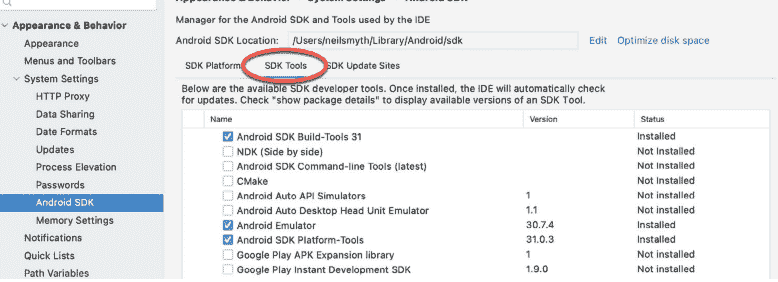 Appearance & Behavior
Appearance
Menus and Toolbars
System Settings
HTTP Proxy
Data Sharing
Date Formats
Updates
Process Elevation
Passwords
Android SDK
Memory Settings
Notifications
Quick Lists
Path Variables
Manager for the Android SDK and Tools used by the IDE
Android SDK Location: /Users/neilsmyth/Library/Android/sdk Edit Optimize disk space
SDK Platform SDK Tools SDK Update Sites
Below are the available SDK developer tools. Once installed, the IDE will automatically check
for updates. Check "show package details" to display available versions of an SDK Tool.
Name Version Status
Android SDK Build-Tools 31 Installed
NDK (Side by side) Not Installed
Android SDK Command-line Tools (latest) Not Installed
CMake Not Installed
Android Auto API Simulators 1 Not installed
Android Auto Desktop Head Unit Emulator 1.1 Not installed
Android Emulator 30.7.4 Installed
Android SDK Platform-Tools 31.0.3 Installed
Google Play APK Expansion library 1 Not installed
Google Play Instant Development SDK 1.9.0 Not installed